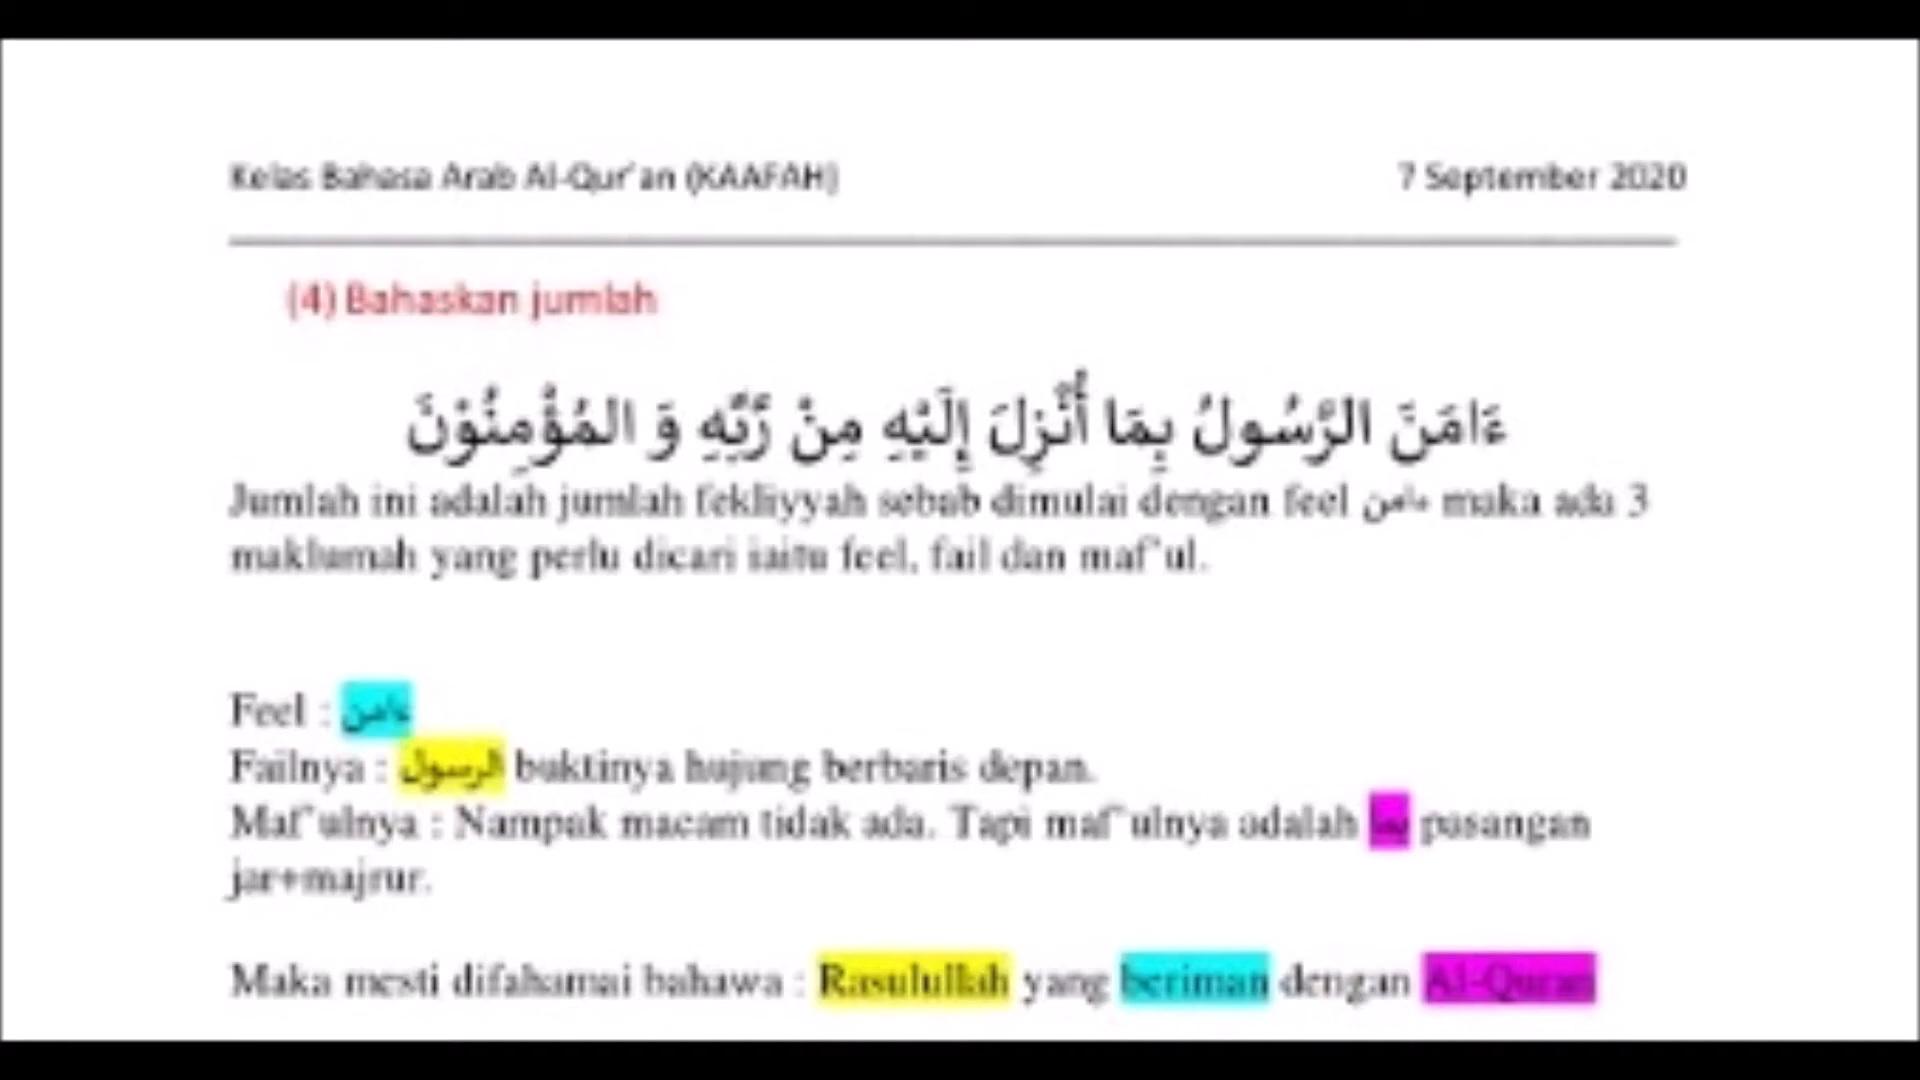 Kelas Bahasa Arab Al-Qur'an (KAAFAH) 7 September 2020
(4) Bahaskan jumlah
ءَامَنَ الرَّسُولُ بِمَا أُنْزِلَ إِلَيْهِ مِنْ رَّبِّهِ وَ المُؤْمِنُوْنَ
Jumlah ini adalah jumlah fekliyyah sebab dimulai dengan feel ءامن maka ada 3
maklumah yang perlu dicari iaitu feel, fail dan maf'ul.
Feel : ءامن
Failnya : الرسول buktinya hujung berbaris depan.
Maf'ulnya : Nampak macam tidak ada. Tapi maf'ulnya adalah بما pasangan
jar+majrur.
Maka mesti difahamai bahawa : Rasulullah yang beriman dengan Al-Quran